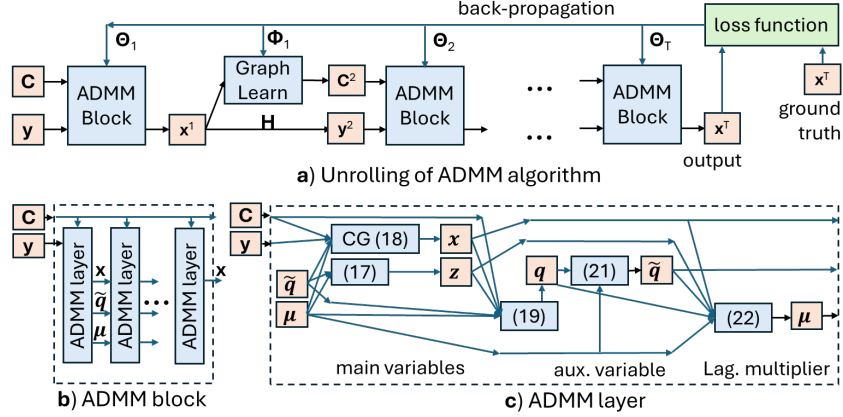 back-propagation
Θ₁
Φ₁
Θ₂
Θ_T
loss function
C
y
ADMM
Block
x¹
Graph
Learn
H
C²
y²
ADMM
Block
...
...
ADMM
Block
xᵀ
output
xᵀ
ground
truth
a) Unrolling of ADMM algorithm
C
y
ADMM layer
x
q̃
μ
ADMM layer
...
ADMM layer
x
b) ADMM block
C
y
q̃
μ
CG (18)
(17)
x
z
(19)
q
(21)
q̃
(22)
μ
main variables
aux. variable
Lag. multiplier
c) ADMM layer